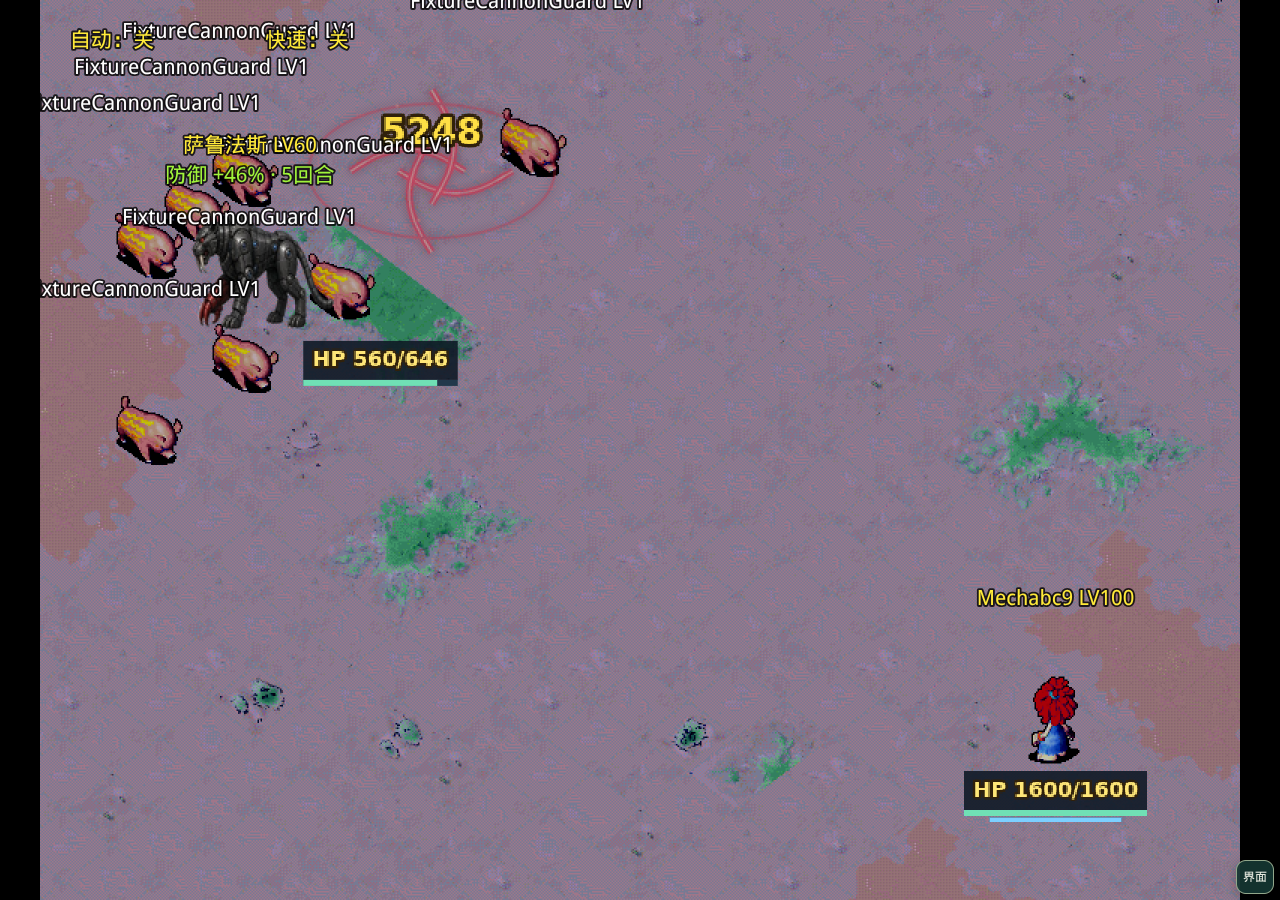 FixtureCannonGuard LV1
FixtureCannonGuard LV1
自动: 关
快速: 关
FixtureCannonGuard LV1
xtureCannonGuard LV1
5248
萨鲁法斯 LV60
nonGuard LV1
防御 +46% · 5回合
FixtureCannonGuard LV1
xtureCannonGuard LV1
HP 560/646
Mechabc9 LV100
HP 1600/1600
界面